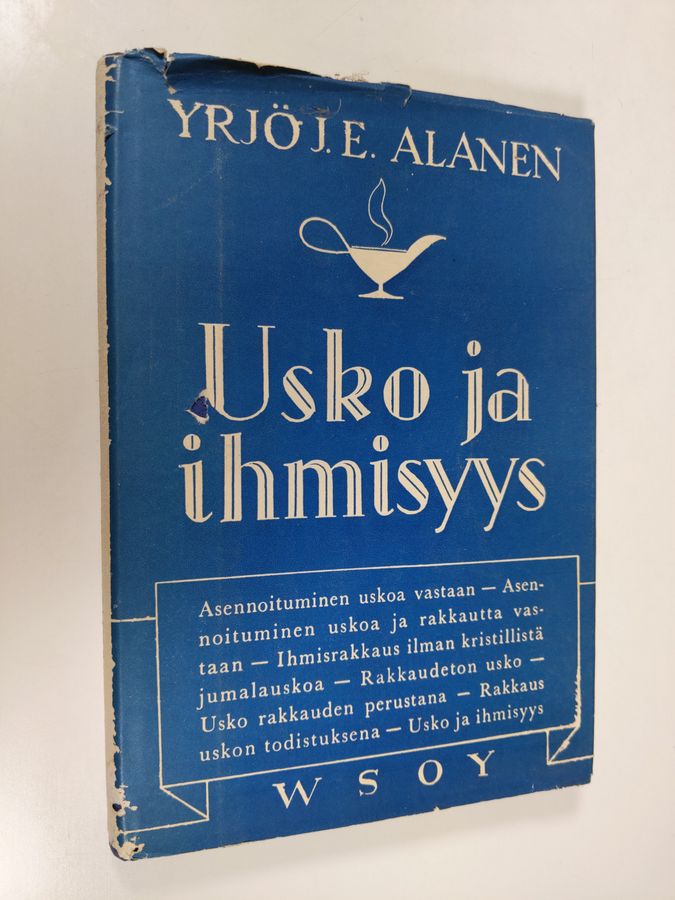 YRJÖ J. E. ALANEN
Usko ja
ihmisyys
Asennoituminen uskoa vastaan — Asen-
noituminen uskoa ja rakkautta vas-
taan — Ihmisrakkaus ilman kristillistä
jumalauskoa — Rakkaudeton usko —
Usko rakkauden perustana — Rakkaus
uskon todistuksena — Usko ja ihmisyys
WSOY